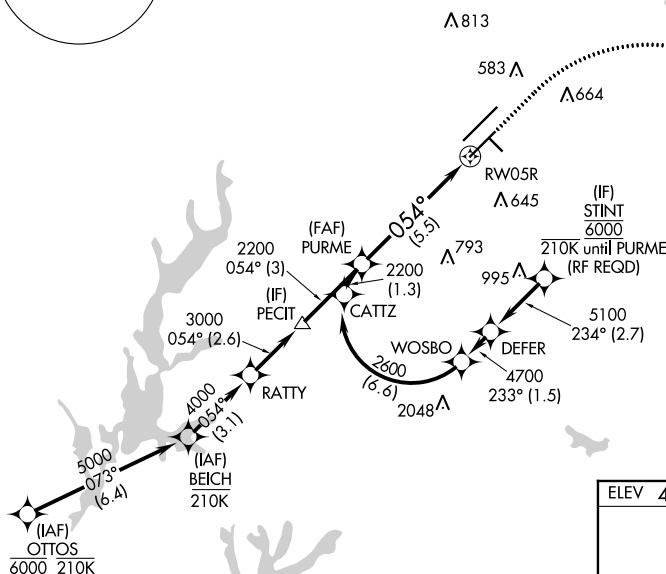 813
583
664
RW05R
645
(IF)
STINT
6000
210K until PURME
(RF REQD)
(FAF)
PURME
054°
(5.5)
793
995
2200
054° (3)
2200
(1.3)
(IF)
PECIT
CATTZ
5100
234° (2.7)
3000
054° (2.6)
WOSBO
DEFER
2600
(6.6)
4700
233° (1.5)
RATTY
2048
4000
054°
(3.1)
(IAF)
BEICH
210K
5000
073°
(6.4)
(IAF)
OTTOS
6000 210K
ELEV 4